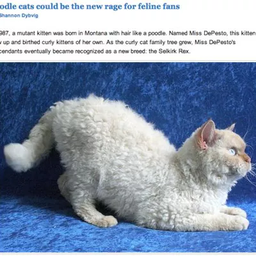 odle cats could be the new rage for feline fans
Shannon Dybvig
987, a mutant kitten was born in Montana with hair like a poodle. Named Miss DePesto, this kitten
w up and birthed curly kittens of her own. As the curly cat family tree grew, Miss DePesto's
cendants eventually became recognized as a new breed: the Selkirk Rex.